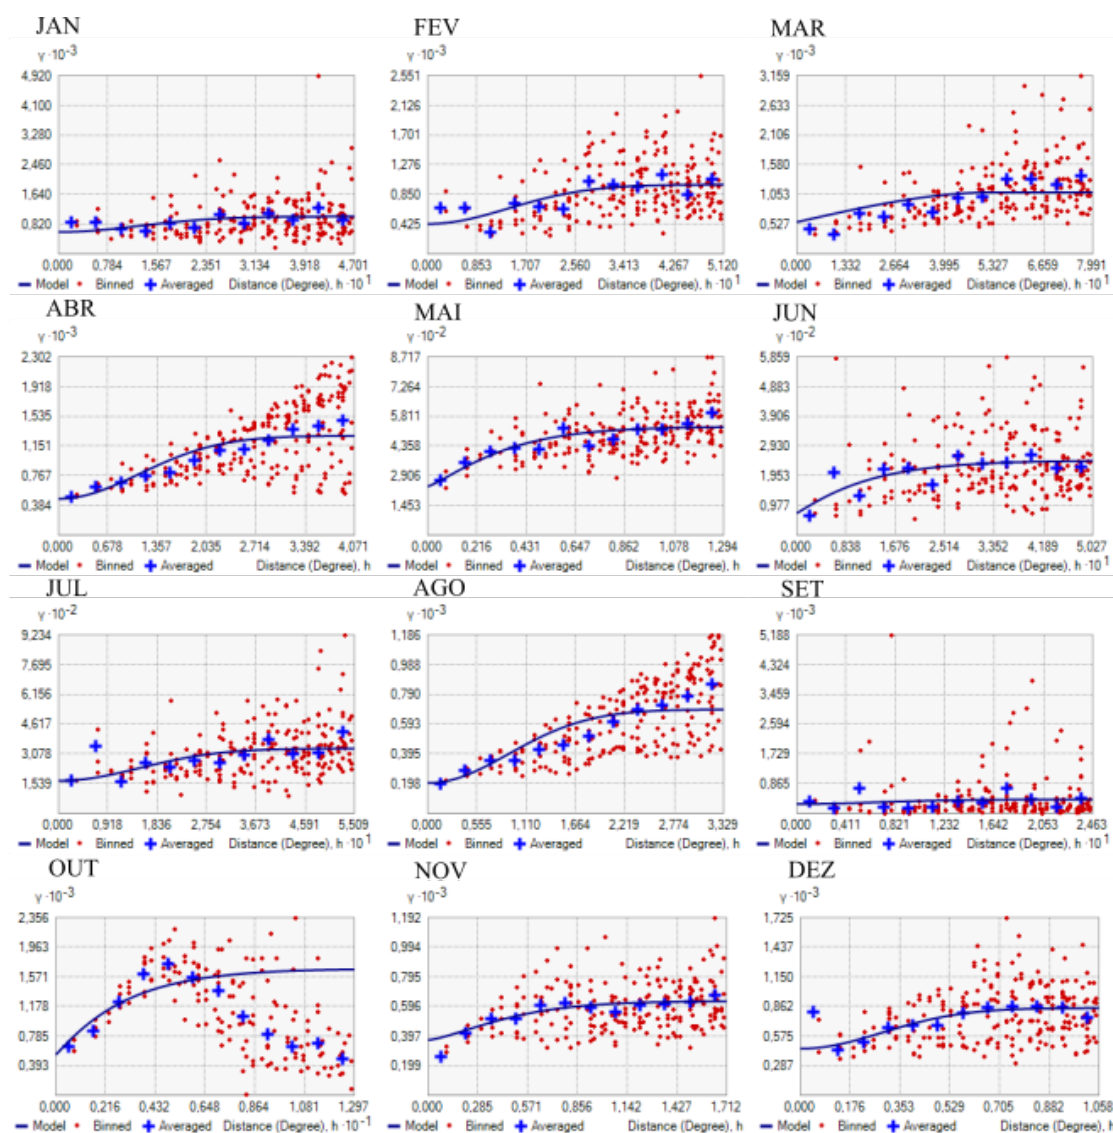 JAN FEV MAR
γ·10⁻³ γ·10⁻³ γ·10⁻³
4,920 2,551 3,159
4,100 2,126 2,633
3,280 1,701 2,106
2,460 1,276 1,580
1,640 0,850 1,053
0,820 0,425 0,527
0,000 0,784 1,567 2,351 3,134 3,918 4,701 0,000 0,853 1,707 2,560 3,413 4,267 5,120 0,000 1,332 2,664 3,995 5,327 6,659 7,991
Model Binned Averaged Distance (Degree), h·10¹ Model Binned Averaged Distance (Degree), h·10¹ Model Binned Averaged Distance (Degree), h·10¹
ABR MAI JUN
γ·10⁻³ γ·10⁻² γ·10⁻²
2,302 8,717 5,859
1,918 7,264 4,883
1,535 5,811 3,906
1,151 4,358 2,930
0,767 2,906 1,953
0,384 1,453 0,977
0,000 0,678 1,357 2,035 2,714 3,392 4,071 0,000 0,216 0,431 0,647 0,862 1,078 1,294 0,000 0,838 1,676 2,514 3,352 4,189 5,027
Model Binned Averaged Distance (Degree), h Model Binned Averaged Distance (Degree), h Model Binned Averaged Distance (Degree), h·10¹
JUL AGO SET
γ·10⁻² γ·10⁻³ γ·10⁻³
9,234 1,186 5,188
7,695 0,988 4,324
6,156 0,790 3,459
4,617 0,593 2,594
3,078 0,395 1,729
1,539 0,198 0,865
0,000 0,918 1,836 2,754 3,673 4,591 5,509 0,000 0,555 1,110 1,664 2,219 2,774 3,329 0,000 0,411 0,821 1,232 1,642 2,053 2,463
Model Binned Averaged Distance (Degree), h·10¹ Model Binned Averaged Distance (Degree), h Model Binned Averaged Distance (Degree), h
OUT NOV DEZ
γ·10⁻³ γ·10⁻³ γ·10⁻³
2,356 1,192 1,725
1,963 0,994 1,437
1,571 0,795 1,150
1,178 0,596 0,862
0,785 0,397 0,575
0,393 0,199 0,287
0,000 0,216 0,432 0,648 0,864 1,081 1,297 0,000 0,285 0,571 0,856 1,142 1,427 1,712 0,000 0,176 0,353 0,529 0,705 0,882 1,058
Model Binned Averaged Distance (Degree), h·10⁻¹ Model Binned Averaged Distance (Degree), h Model Binned Averaged Distance (Degree), h